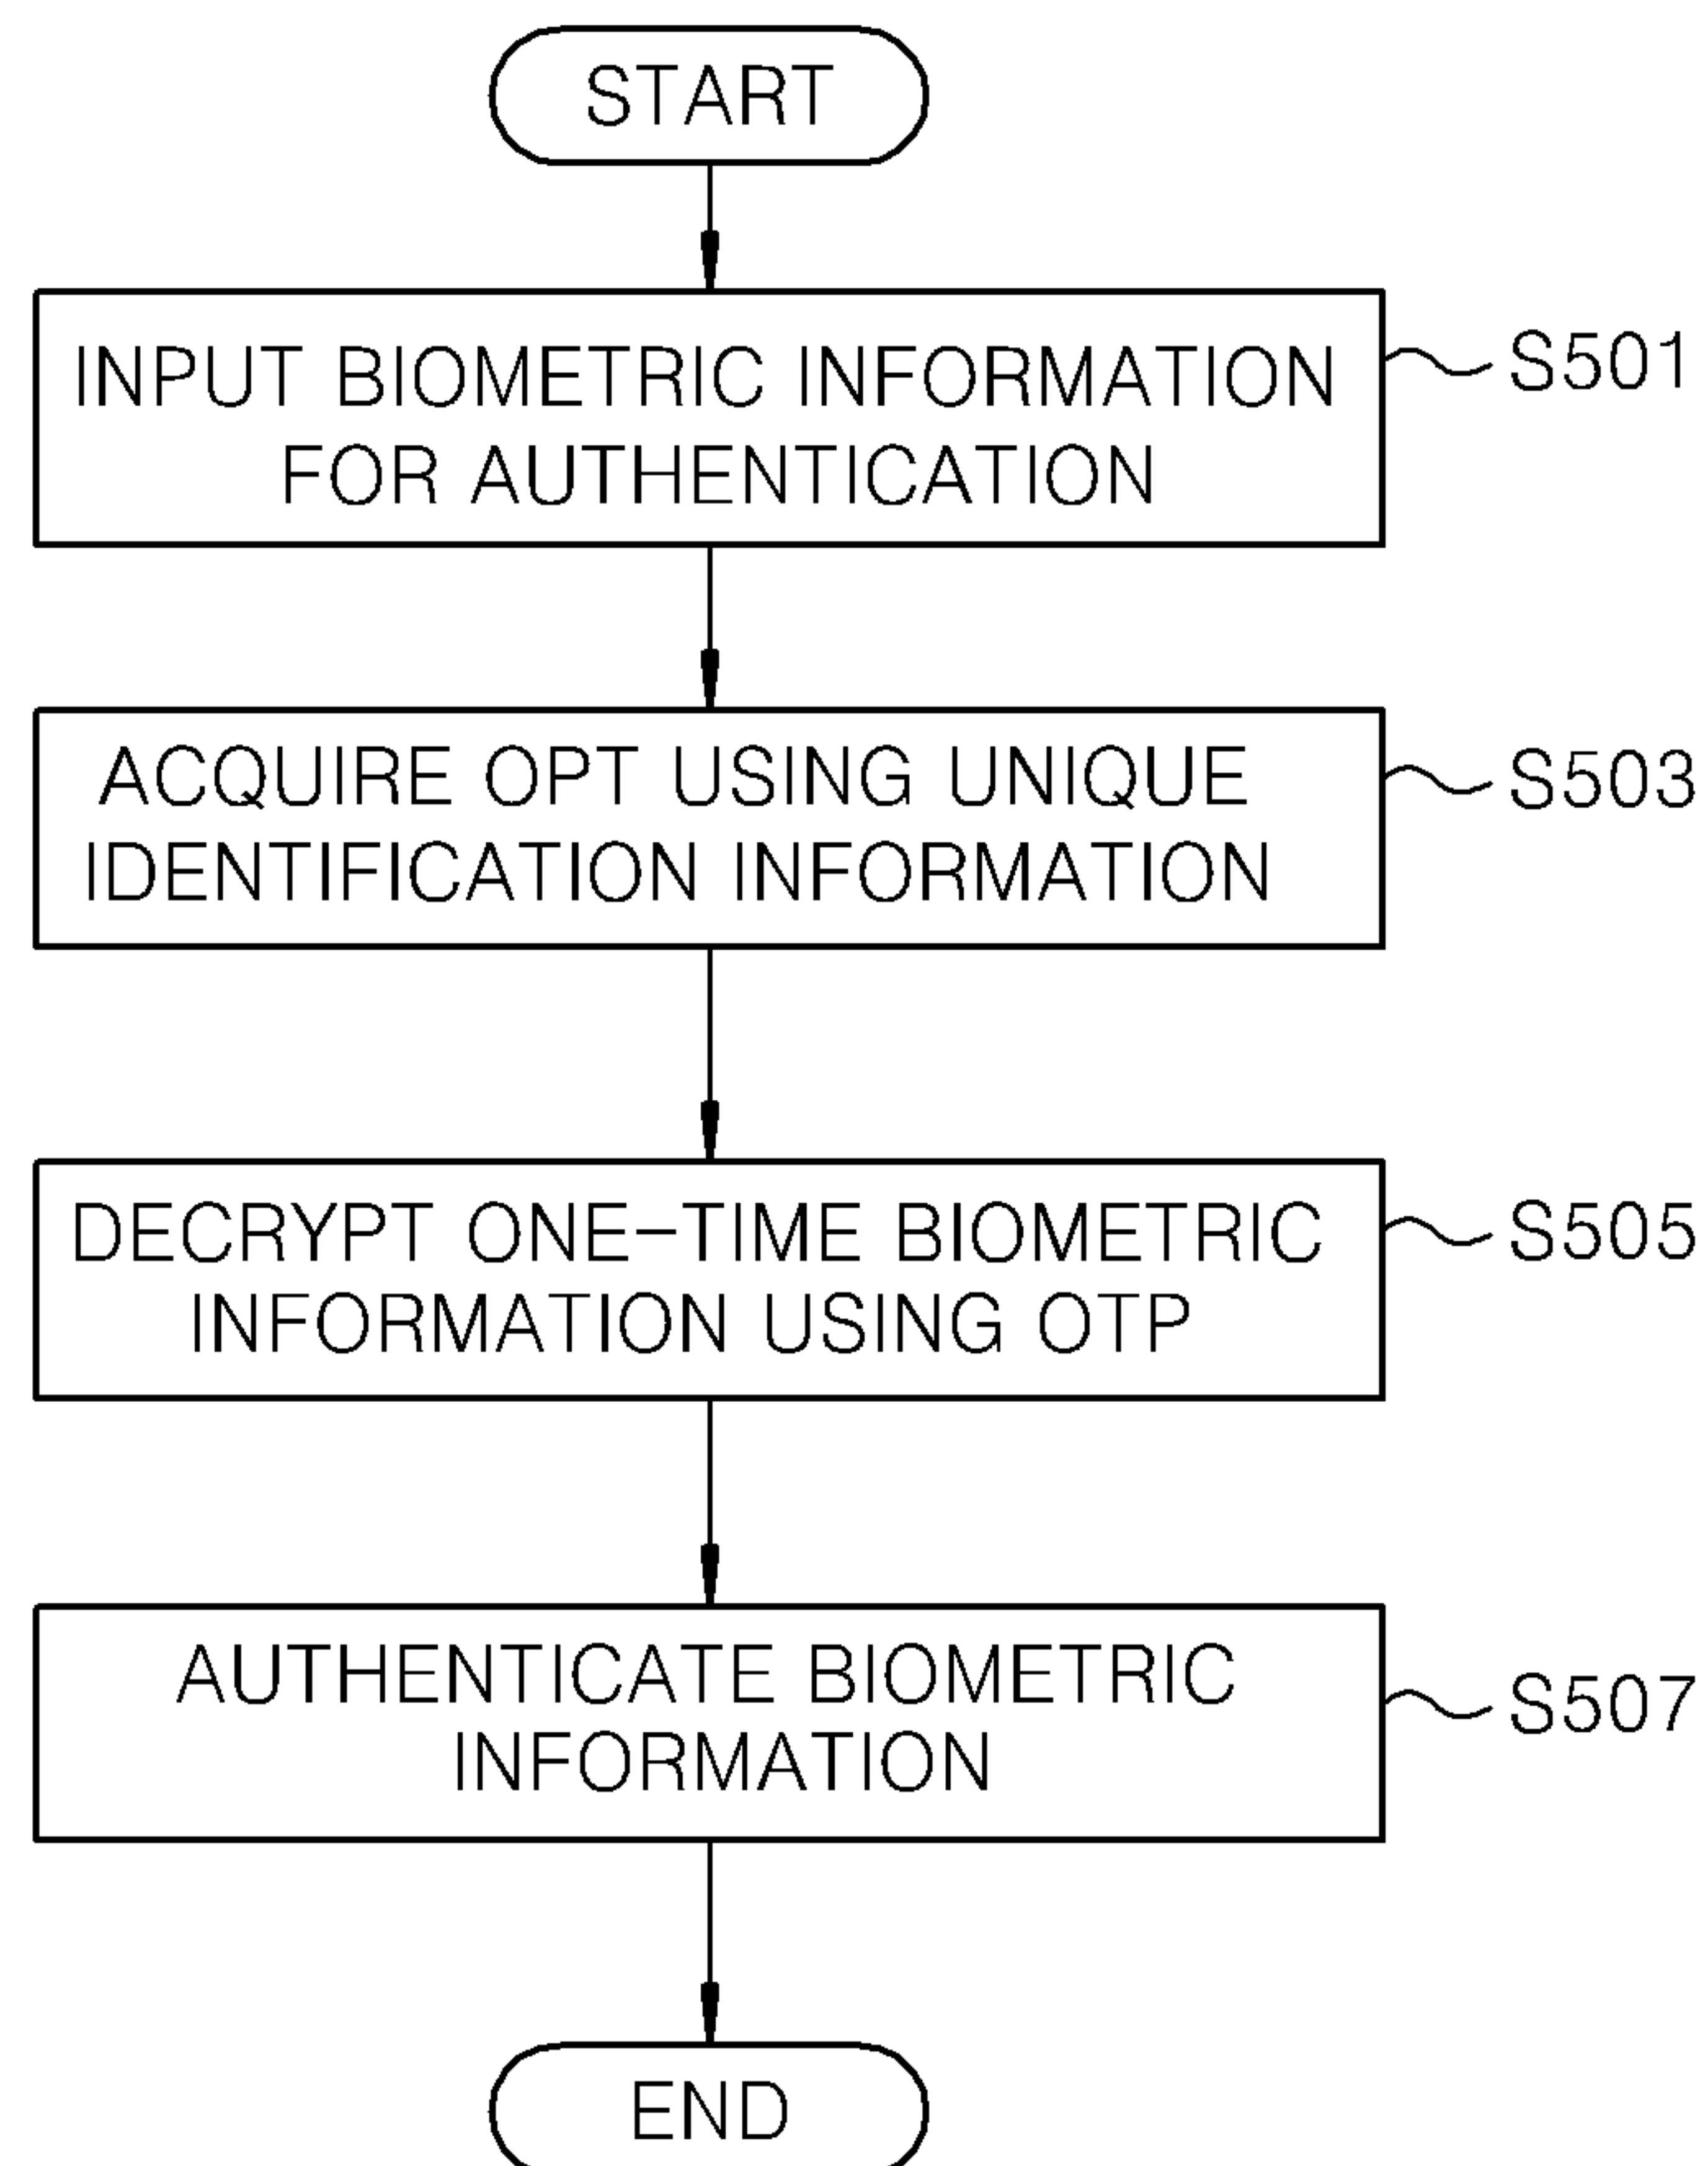 START
INPUT BIOMETRIC INFORMATION
FOR AUTHENTICATION
S501
ACQUIRE OPT USING UNIQUE
IDENTIFICATION INFORMATION
S503
DECRYPT ONE-TIME BIOMETRIC
INFORMATION USING OTP
S505
AUTHENTICATE BIOMETRIC
INFORMATION
S507
END